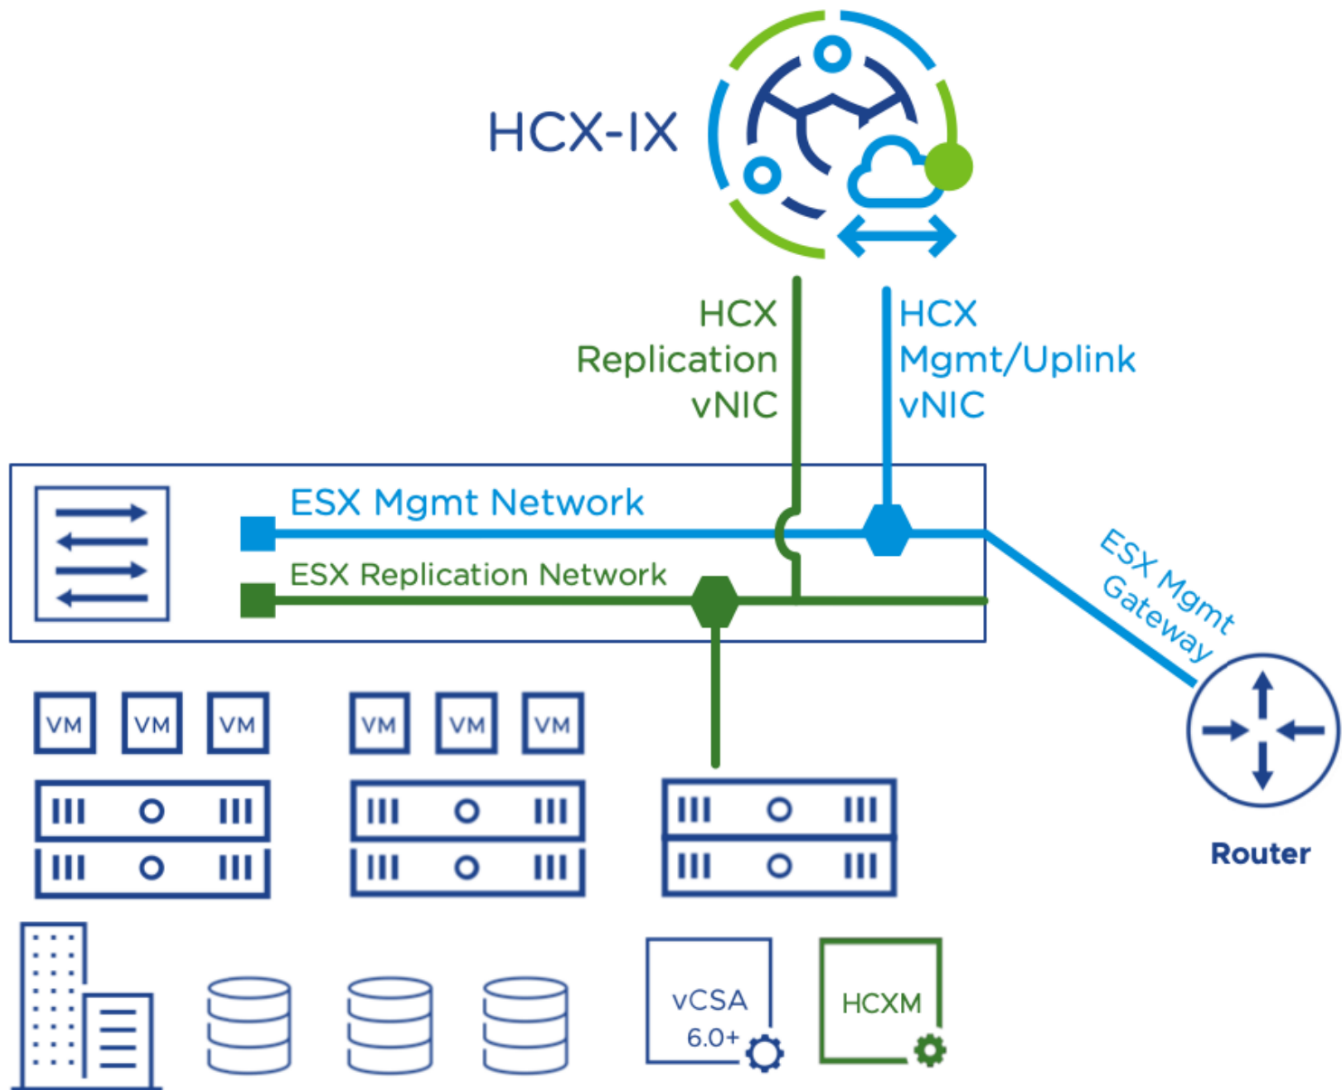 HCX-IX
HCX
Replication
vNIC
HCX
Mgmt/Uplink
vNIC
ESX Mgmt Network
ESX Replication Network
ESX Mgmt
Gateway
VM
VM
VM
VM
VM
VM
Router
vCSA
6.0+
HCXM